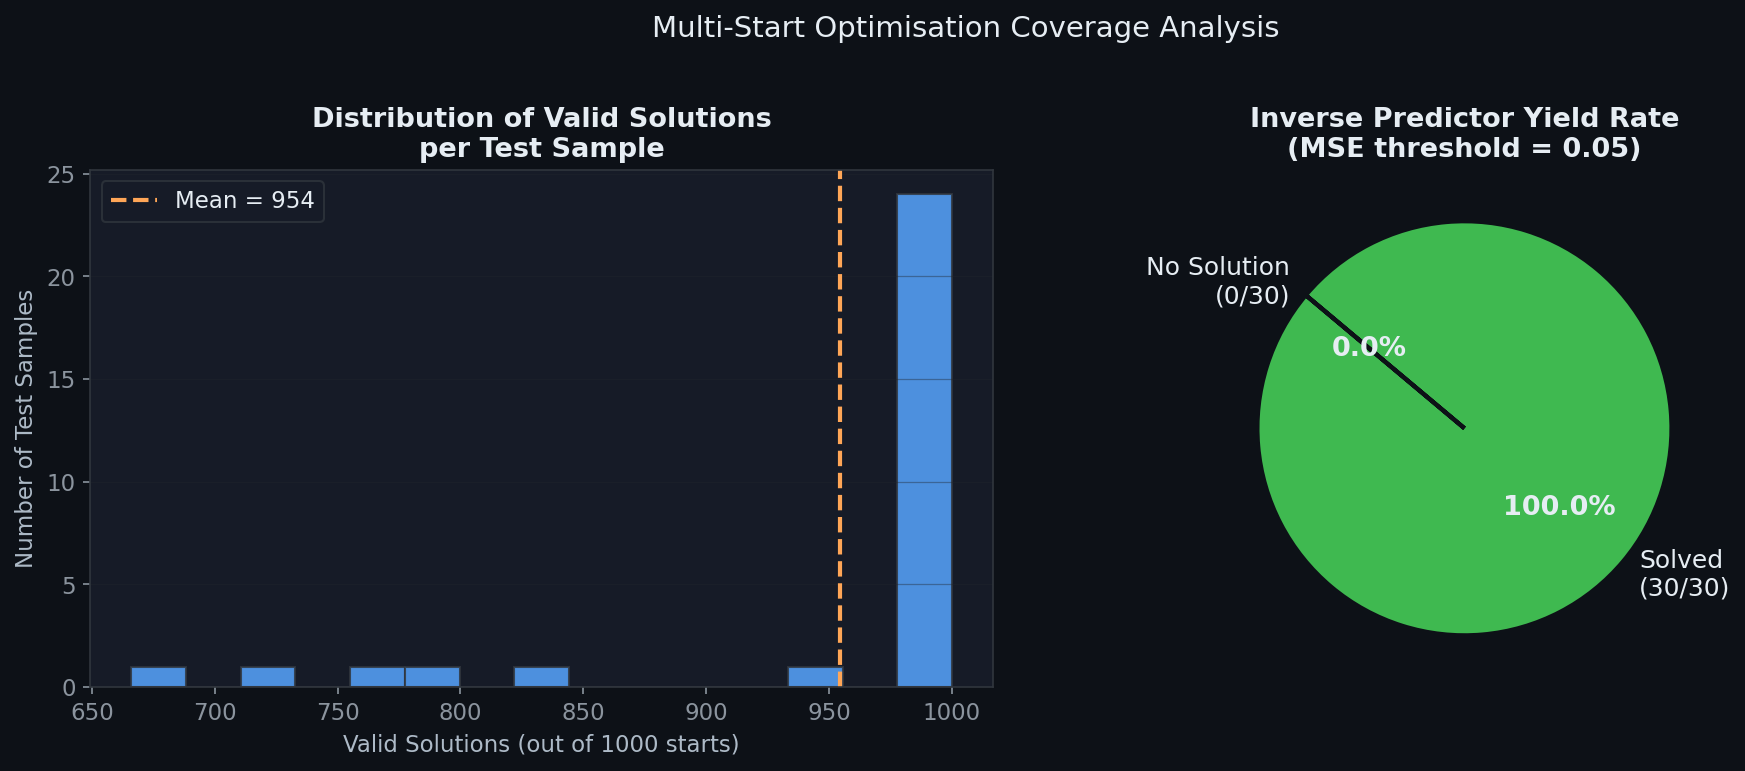 Multi-Start Optimisation Coverage Analysis
Distribution of Valid Solutions
per Test Sample
Mean = 954
25
20
15
10
5
0
Number of Test Samples
650 700 750 800 850 900 950 1000
Valid Solutions (out of 1000 starts)
Inverse Predictor Yield Rate
(MSE threshold = 0.05)
No Solution
(0/30)
0.0%
100.0%
Solved
(30/30)